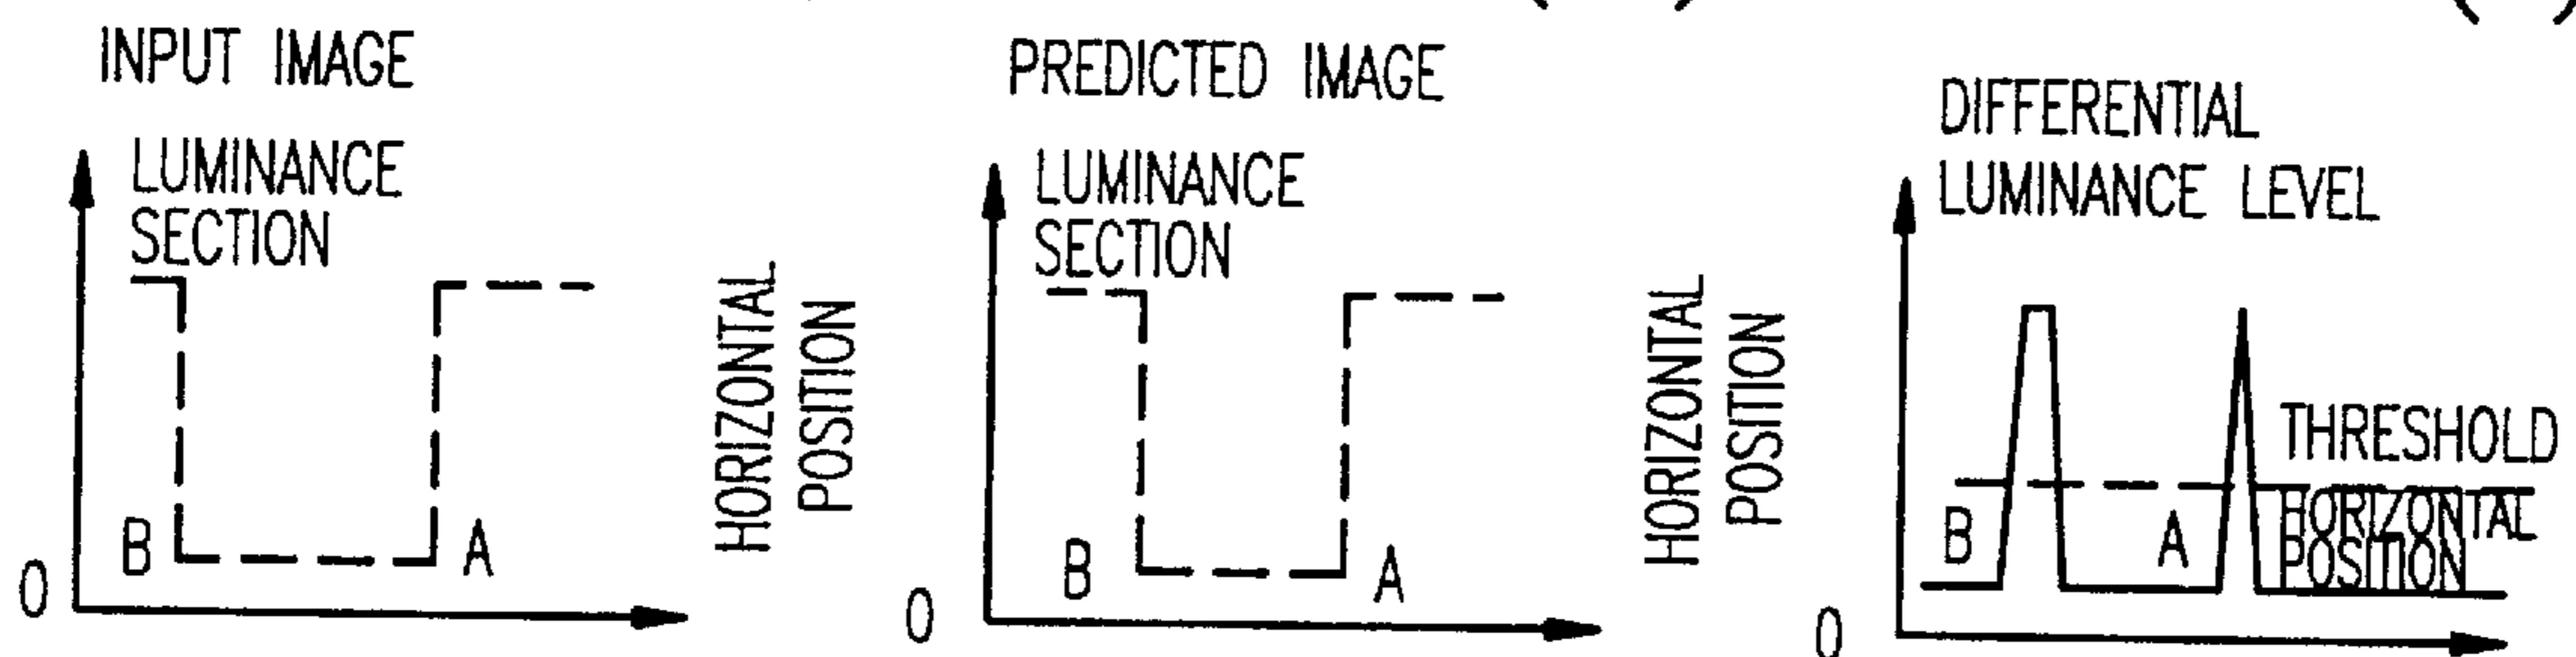 INPUT IMAGE
LUMINANCE
SECTION
B
A
0
HORIZONTAL
POSITION
PREDICTED IMAGE
LUMINANCE
SECTION
B
A
0
HORIZONTAL
POSITION
DIFFERENTIAL
LUMINANCE LEVEL
THRESHOLD
HORIZONTAL
POSITION
B
A
0